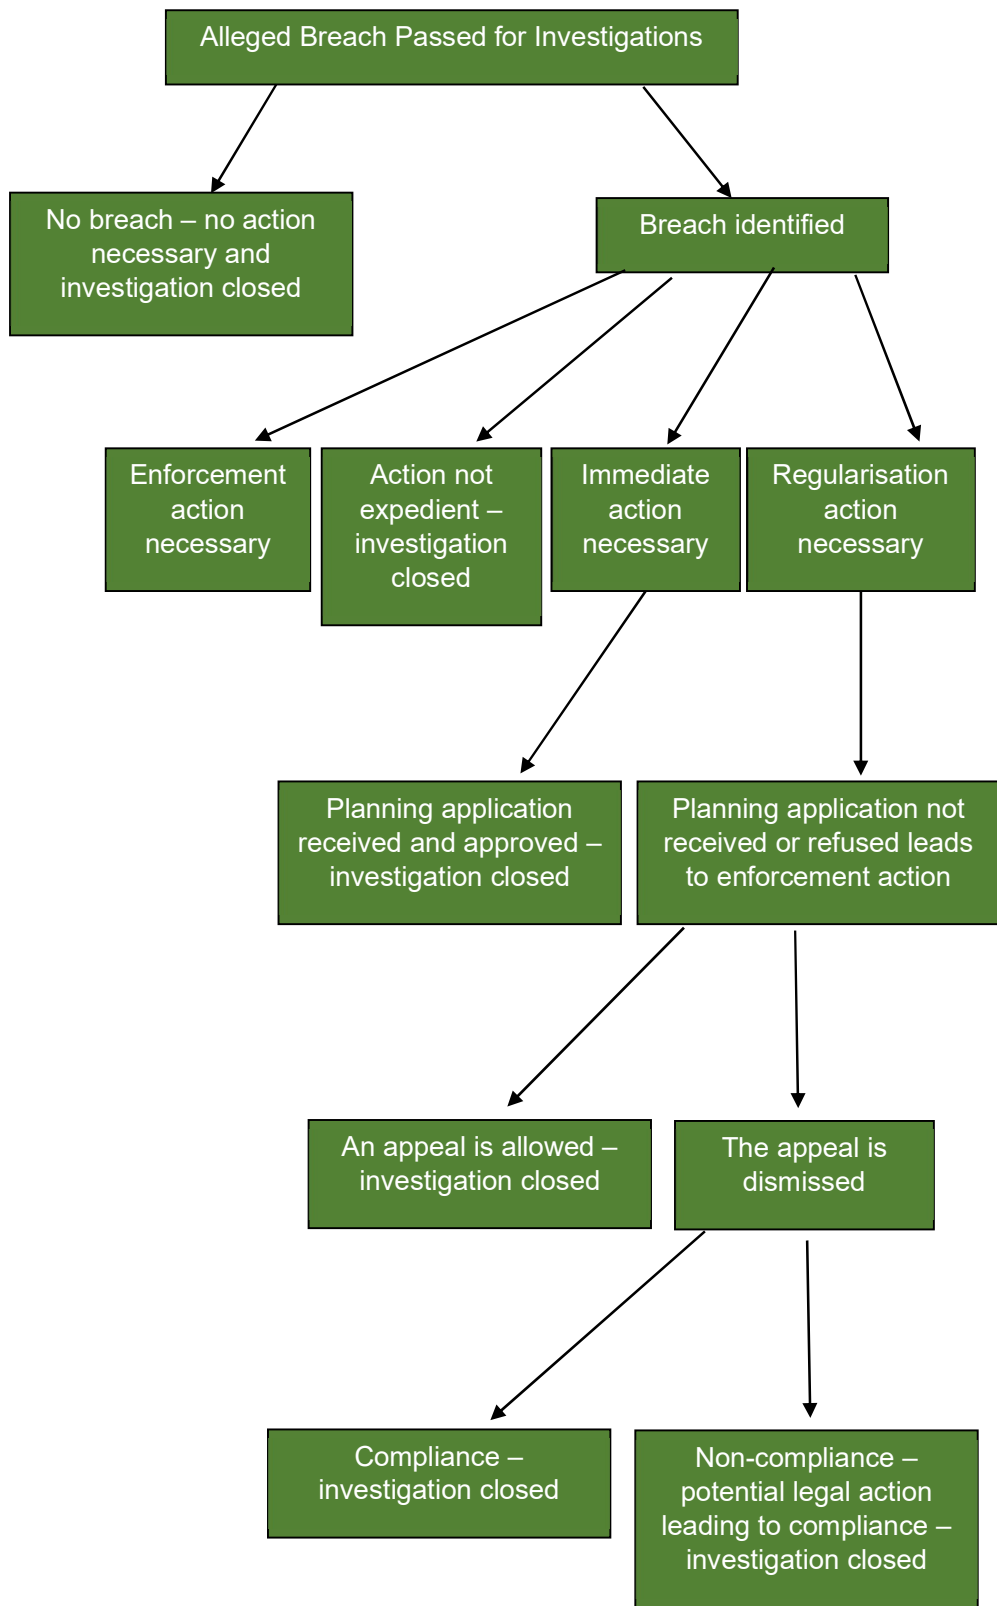 Alleged Breach Passed for Investigations
No breach – no action
necessary and
investigation closed
Breach identified
Enforcement
action
necessary
Action not
expedient –
investigation
closed
Immediate
action
necessary
Regularisation
action
necessary
Planning application
received and approved –
investigation closed
Planning application not
received or refused leads
to enforcement action
An appeal is allowed –
investigation closed
The appeal is
dismissed
Compliance –
investigation closed
Non-compliance –
potential legal action
leading to compliance –
investigation closed